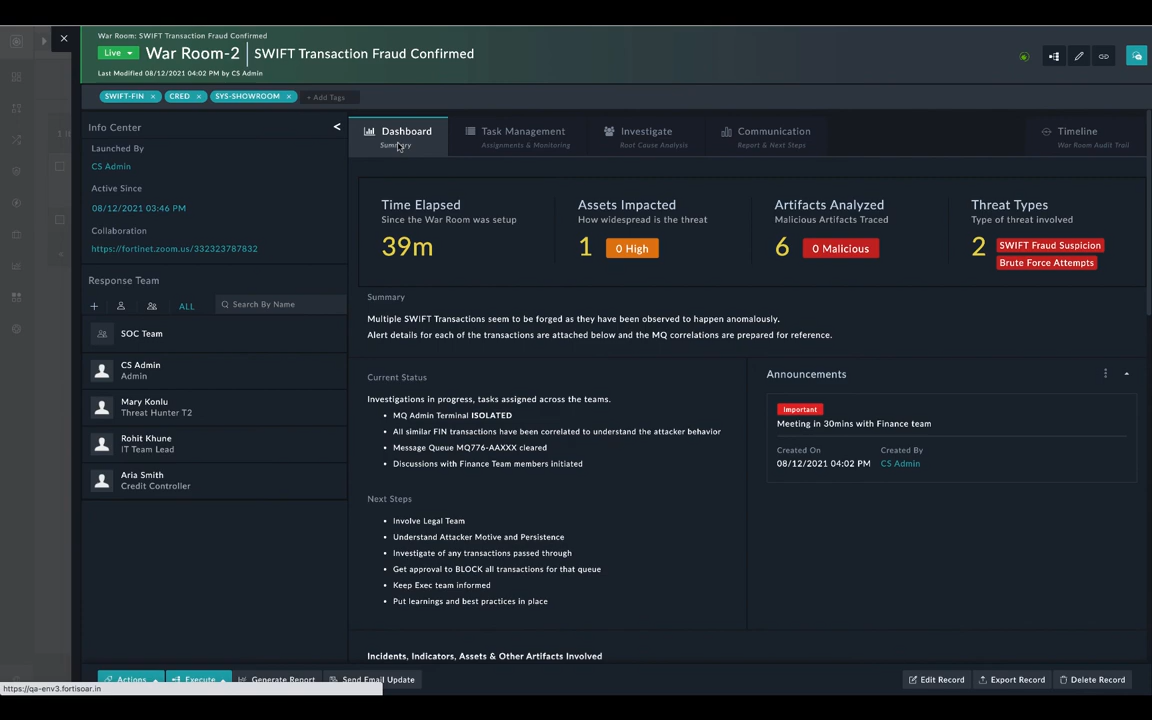 War Room: SWIFT Transaction Fraud Confirmed
Live War Room-2 SWIFT Transaction Fraud Confirmed
Last Modified 08/12/2021 04:02 PM by CS Admin
SWIFT-FIN × CRED × SYS-SHOWROOM × + Add Tags
Info Center <
Launched By
CS Admin
Active Since
08/12/2021 03:46 PM
Collaboration
https://fortinet.zoom.us/332323787832
Response Team
+ ALL Search By Name
SOC Team
CS Admin
Admin
Mary Konlu
Threat Hunter T2
Rohit Khune
IT Team Lead
Aria Smith
Credit Controller
Dashboard
Summary
Task Management
Assignments & Monitoring
Investigate
Root Cause Analysis
Communication
Report & Next Steps
Timeline
War Room Audit Trail
Time Elapsed
Since the War Room was setup
39m
Assets Impacted
How widespread is the threat
1 0 High
Artifacts Analyzed
Malicious Artifacts Traced
6 0 Malicious
Threat Types
Type of threat involved
2 SWIFT Fraud Suspicion
Brute Force Attempts
Summary
Multiple SWIFT Transactions seem to be forged as they have been observed to happen anomalously.
Alert details for each of the transactions are attached below and the MQ correlations are prepared for reference.
Current Status
Investigations in progress, tasks assigned across the teams.
• MQ Admin Terminal ISOLATED
• All similar FIN transactions have been correlated to understand the attacker behavior
• Message Queue MQ776-AAXXX cleared
• Discussions with Finance Team members initiated
Next Steps
• Involve Legal Team
• Understand Attacker Motive and Persistence
• Investigate of any transactions passed through
• Get approval to BLOCK all transactions for that queue
• Keep Exec team informed
• Put learnings and best practices in place
Announcements
Important
Meeting in 30mins with Finance team
Created On Created By
08/12/2021 04:02 PM CS Admin
Incidents, Indicators, Assets & Other Artifacts Involved
Actions Execute Generate Report Send Email Update Edit Record Export Record Delete Record
https://qa-env3.fortisoar.in